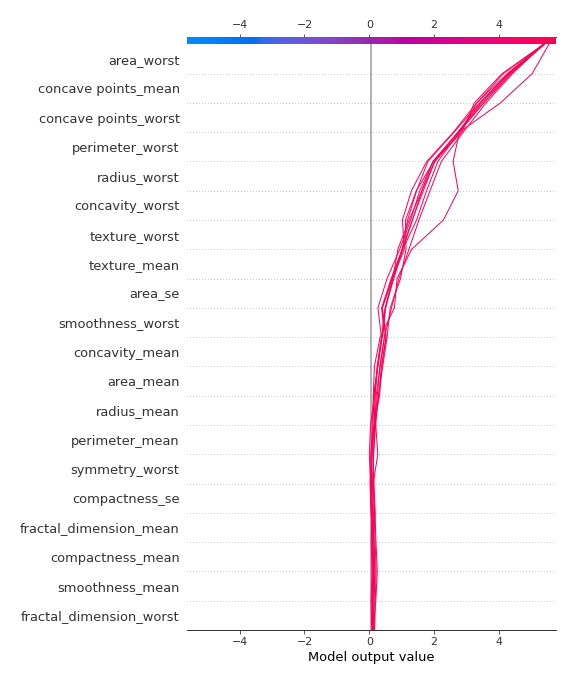 −4 −2 0 2 4
area_worst
concave points_mean
concave points_worst
perimeter_worst
radius_worst
concavity_worst
texture_worst
texture_mean
area_se
smoothness_worst
concavity_mean
area_mean
radius_mean
perimeter_mean
symmetry_worst
compactness_se
fractal_dimension_mean
compactness_mean
smoothness_mean
fractal_dimension_worst
−4 −2 0 2 4
Model output value